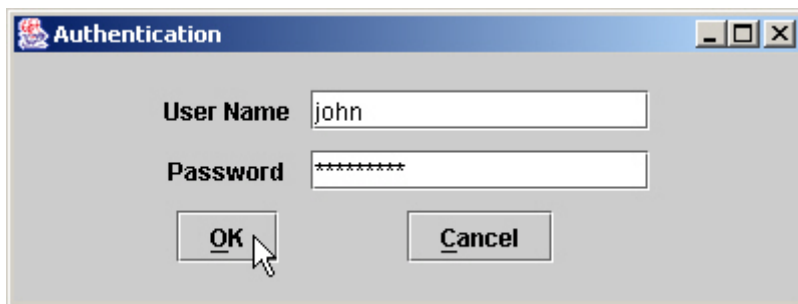 Authentication
User Name john
Password *********
OK Cancel